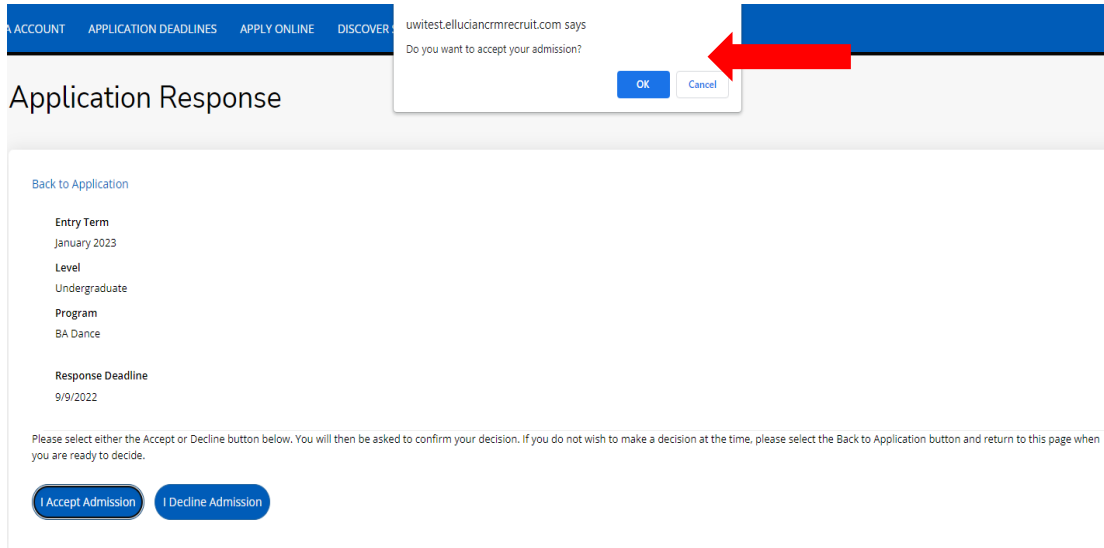 A ACCOUNT APPLICATION DEADLINES APPLY ONLINE DISCOVER
uwitest.elluciancrmrecruit.com says
Do you want to accept your admission?
OK Cancel
Application Response
Back to Application
Entry Term
January 2023
Level
Undergraduate
Program
BA Dance
Response Deadline
9/9/2022
Please select either the Accept or Decline button below. You will then be asked to confirm your decision. If you do not wish to make a decision at the time, please select the Back to Application button and return to this page when
you are ready to decide.
I Accept Admission I Decline Admission